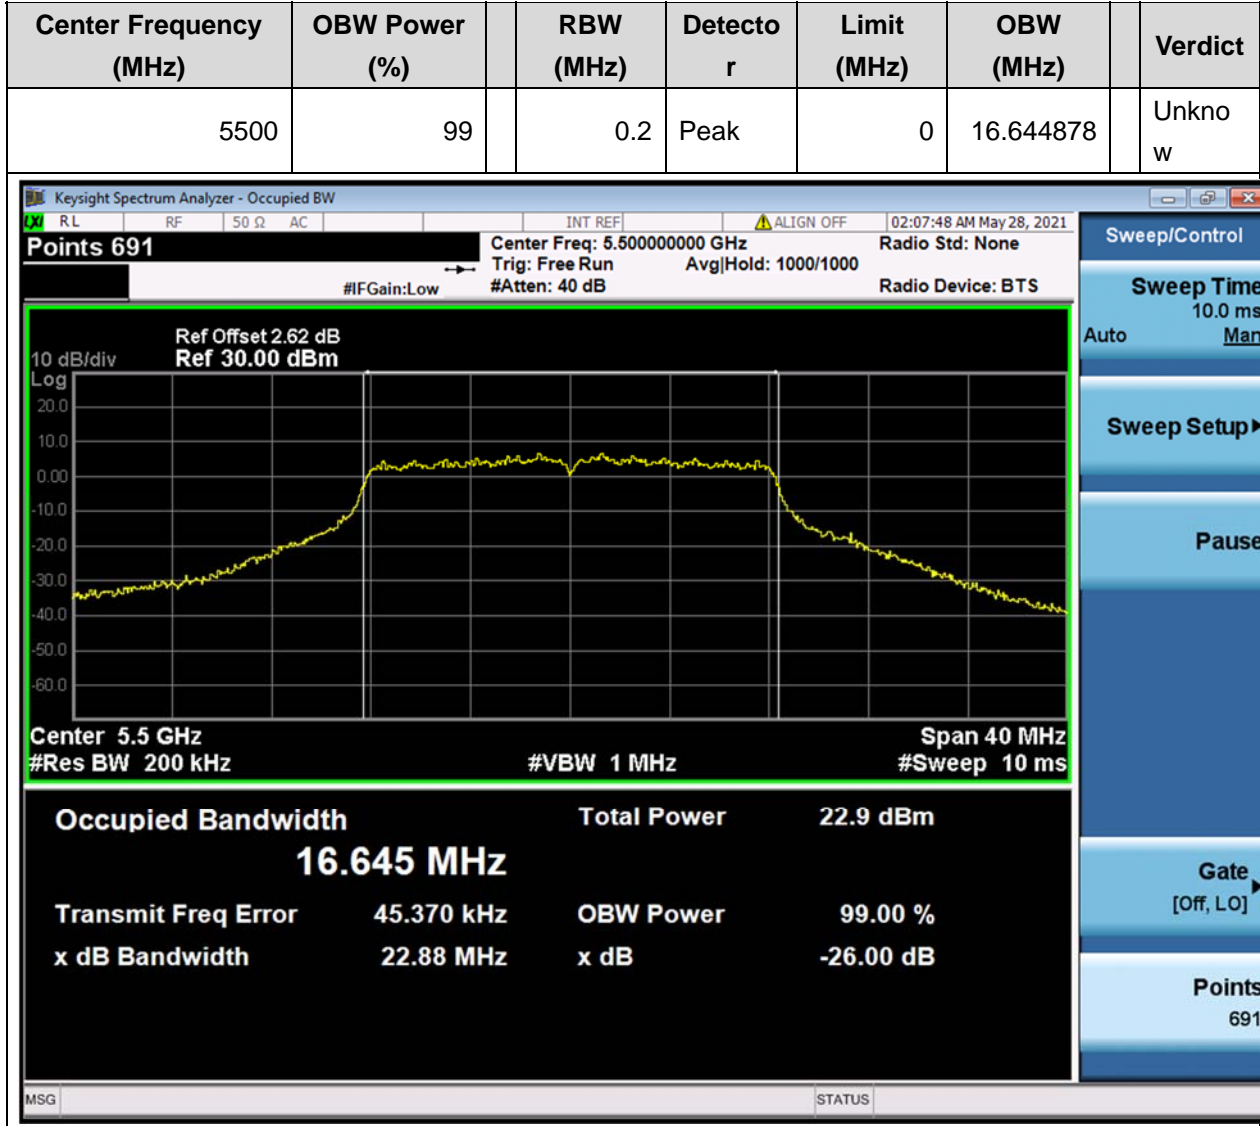 Center Frequency (MHz) OBW Power (%) RBW (MHz) Detecto r Limit (MHz) OBW (MHz) Verdict
5500 99 0.2 Peak 0 16.644878 Unkno w
Keysight Spectrum Analyzer - Occupied BW
LXI RL RF 50 Ω AC INT REF ALIGN OFF 02:07:48 AM May 28, 2021
Points 691 Center Freq: 5.500000000 GHz Radio Std: None
Trig: Free Run Avg|Hold: 1000/1000
#IFGain:Low #Atten: 40 dB Radio Device: BTS
Ref Offset 2.62 dB
10 dB/div Ref 30.00 dBm
Log
20.0
10.0
0.00
-10.0
-20.0
-30.0
-40.0
-50.0
-60.0
Center 5.5 GHz Span 40 MHz
#Res BW 200 kHz #VBW 1 MHz #Sweep 10 ms
Occupied Bandwidth Total Power 22.9 dBm
16.645 MHz
Transmit Freq Error 45.370 kHz OBW Power 99.00 %
x dB Bandwidth 22.88 MHz x dB -26.00 dB
MSG STATUS
Sweep/Control
Sweep Time
10.0 ms
Auto Man
Sweep Setup
Pause
Gate
[Off, LO]
Points
691